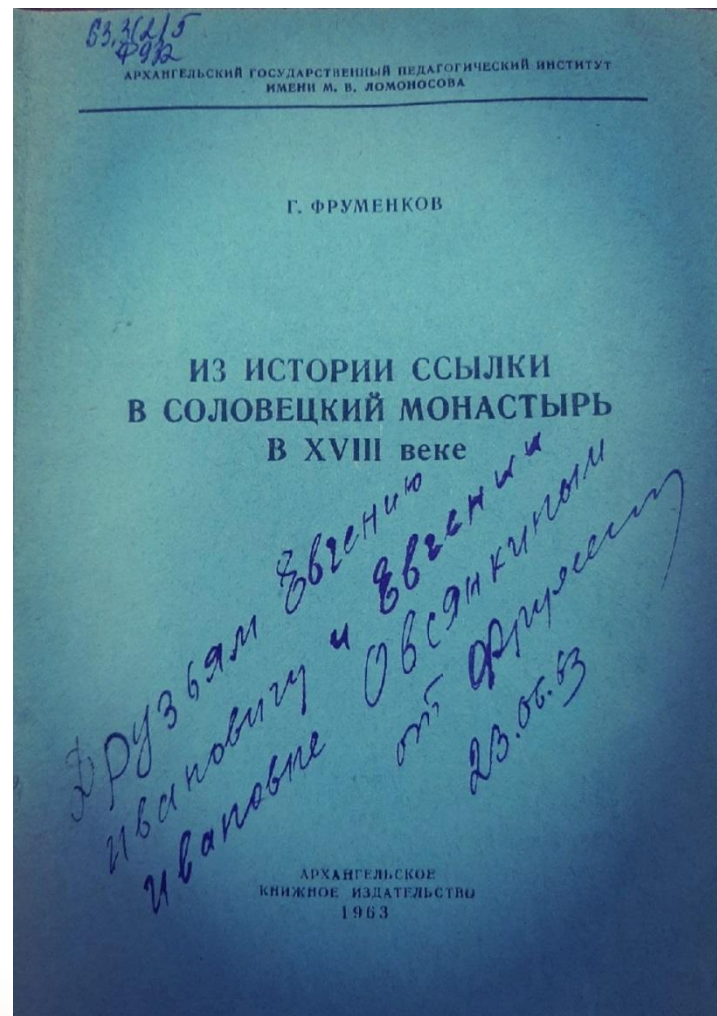 63.3(2)5
Ф932
АРХАНГЕЛЬСКИЙ ГОСУДАРСТВЕННЫЙ ПЕДАГОГИЧЕСКИЙ ИНСТИТУТ
ИМЕНИ М. В. ЛОМОНОСОВА
Г. ФРУМЕНКОВ
ИЗ ИСТОРИИ ССЫЛКИ
В СОЛОВЕЦКИЙ МОНАСТЫРЬ
В XVIII веке
Друзьям Евгению
Ивановичу и Евгении
Ивановне Овсянкиным
от
23.06.63
АРХАНГЕЛЬСКОЕ
КНИЖНОЕ ИЗДАТЕЛЬСТВО
1963